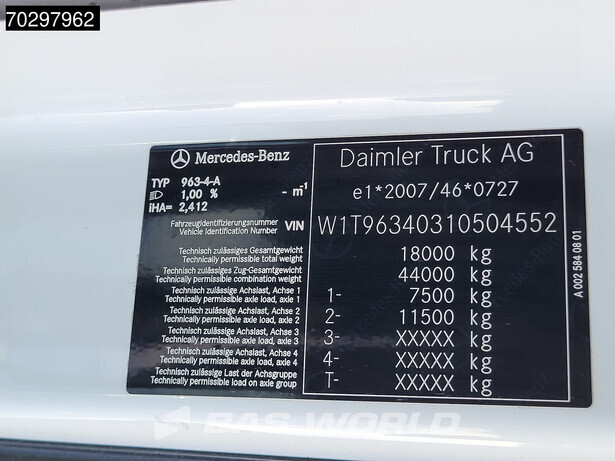 70297962
Mercedes-Benz
Daimler Truck AG
TYP 963-4-A
1,00 % - m-1
iHA= 2,412
e1*2007/46*0727
Fahrzeugidentifizierungsnummer
Vehicle Identification Number VIN W1T96340310504552
Technisch zulässiges Gesamtgewicht
Technically permissible total weight 18000 kg
Technisch zulässiges Zug-Gesamtgewicht
Technically permissible combination weight 44000 kg
Technisch zulässige Achslast, Achse 1
Technically permissible axle load, axle 1 1- 7500 kg
Technisch zulässige Achslast, Achse 2
Technically permissible axle load, axle 2 2- 11500 kg
Technisch zulässige Achslast, Achse 3
Technically permissible axle load, axle 3 3- XXXXX kg
Technisch zulässige Achslast, Achse 4
Technically permissible axle load, axle 4 4- XXXXX kg
Technisch zulässige Last der Achsgruppe
Technically permissible load on axle group T- XXXXX kg
A 002 584 08 01
BAS WORLD